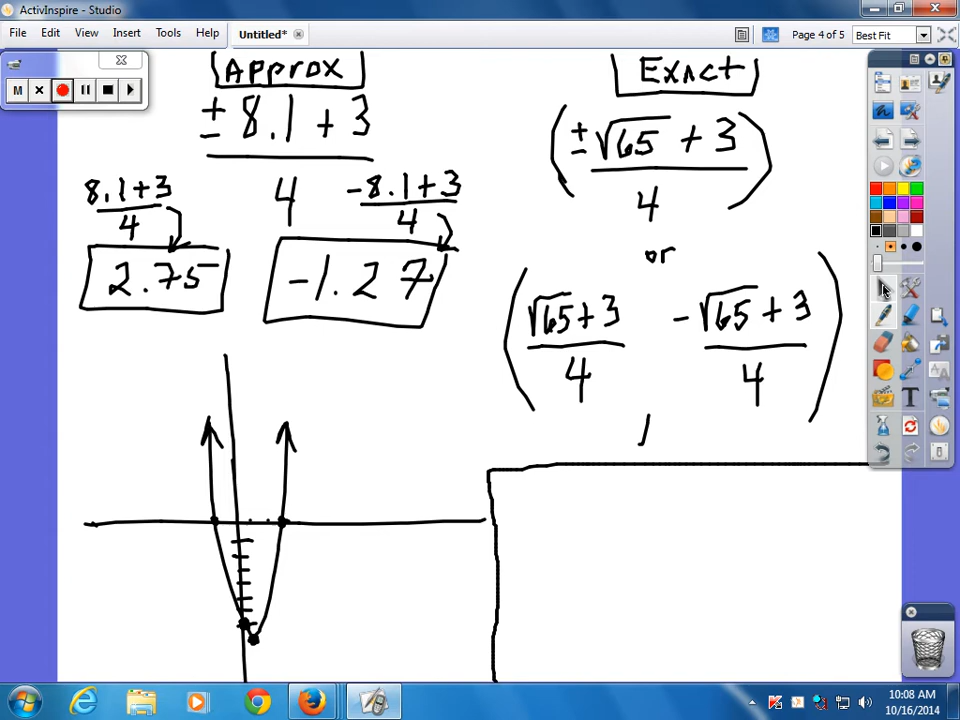 ActivInspire - Studio
File Edit View Insert Tools Help Untitled* Page 4 of 5 Best Fit
M
Approx
± 8.1 + 3
4
8.1+3
4
-8.1+3
4
2.75
-1.27
Exact
(±√65 + 3)
4
or
(√65+3 -√65+3)
4 4
10:08 AM
10/16/2014